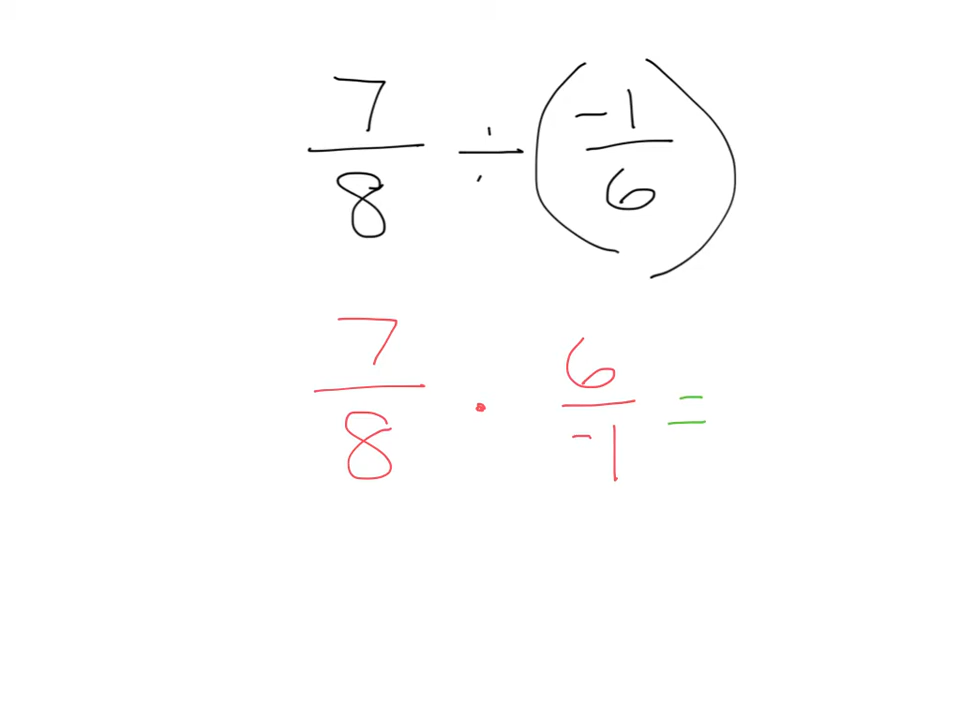 7/8 ÷ (-1/6)
7/8 · 6/-1 =